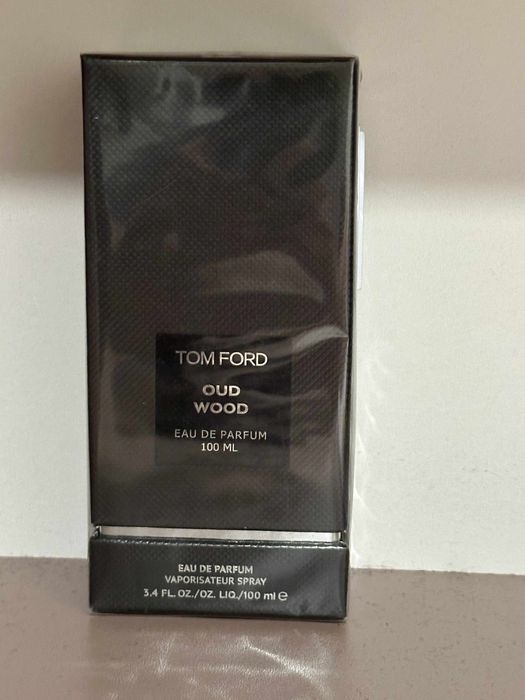 TOM FORD
OUD
WOOD
EAU DE PARFUM
100 ML
EAU DE PARFUM
VAPORISATEUR SPRAY
3.4 FL. OZ./OZ. LIQ./100 ml ℮